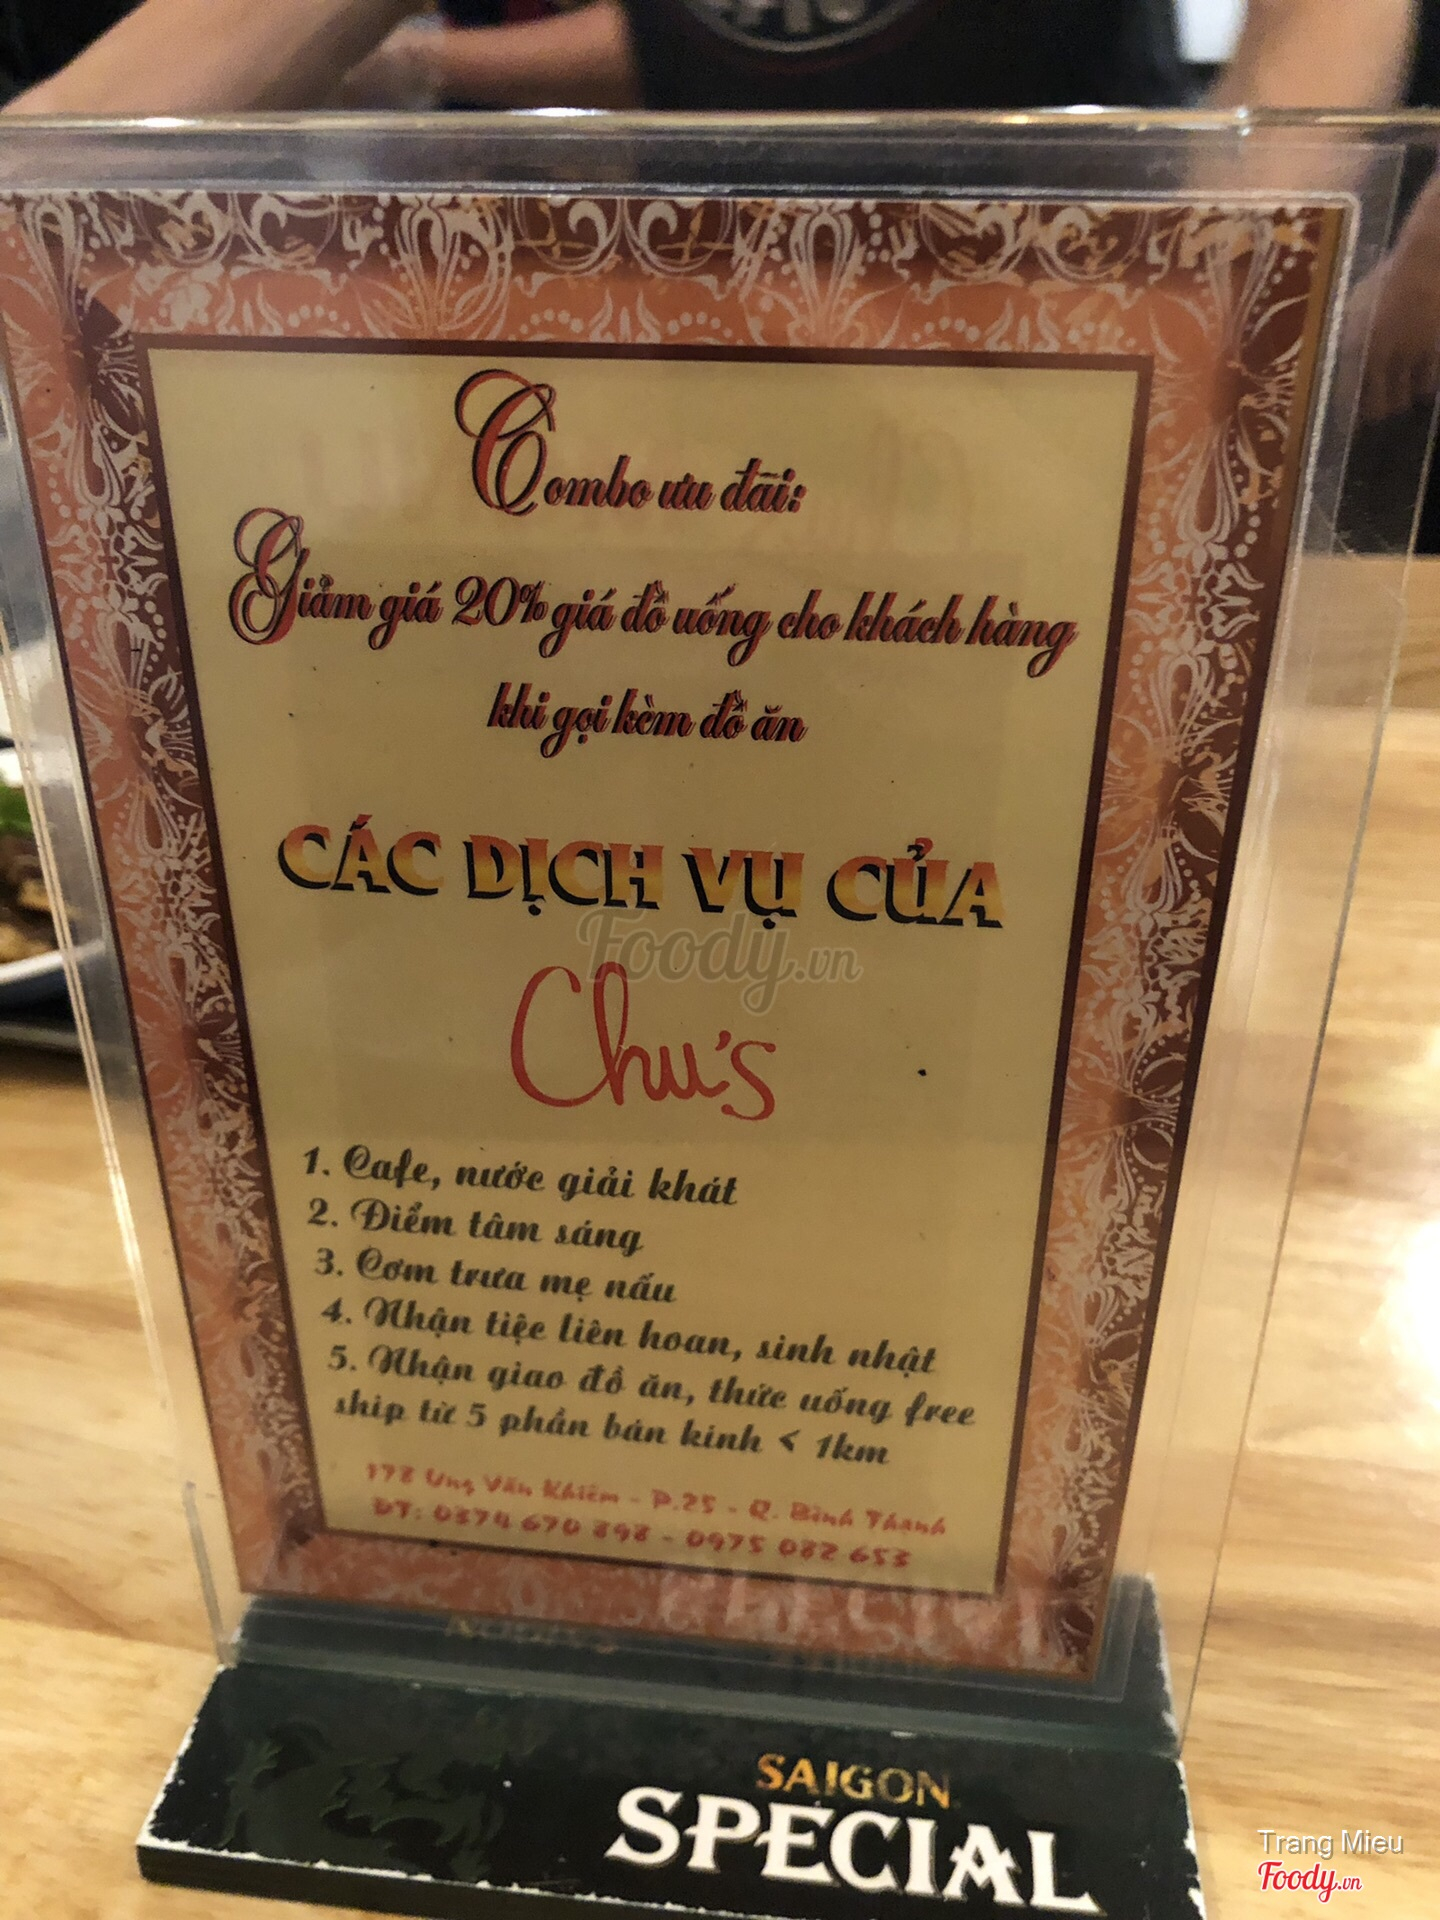 Combo ưu đãi:
Giảm giá 20% giá đồ uống cho khách hàng
khi gọi kèm đồ ăn
CÁC DỊCH VỤ CỦA
Foody.vn
Chu's
1. Cafe, nước giải khát
2. Điểm tâm sáng
3. Cơm trưa mẹ nấu
4. Nhận tiệc liên hoan, sinh nhật
5. Nhận giao đồ ăn, thức uống free
ship từ 5 phần bán kính < 1km
178 Ung Văn Khiêm - P.25 - Q. Bình Thạnh
ĐT: 0374 670 898 - 0975 082 653
SAIGON
SPECIAL
Trang Mieu
Foody.vn